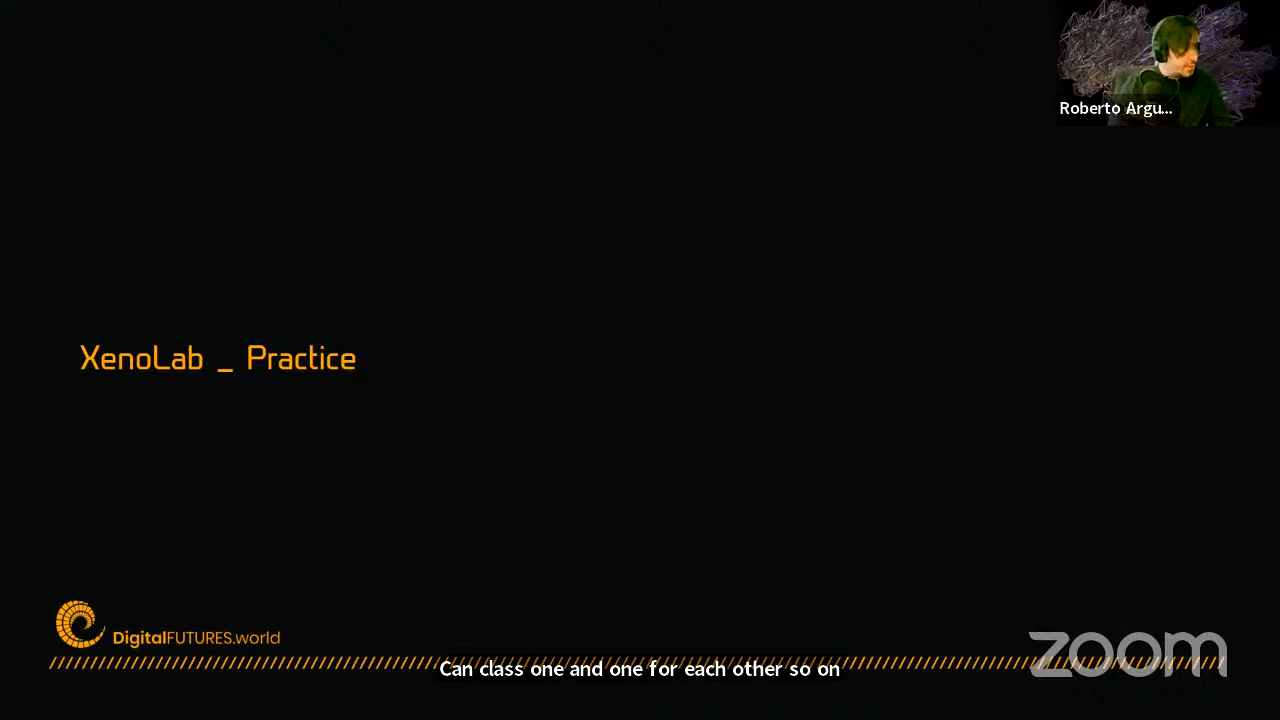 Roberto Argu...
XenoLab _ Practice
DigitalFUTURES.world
zoom
Can class one and one for each other so on